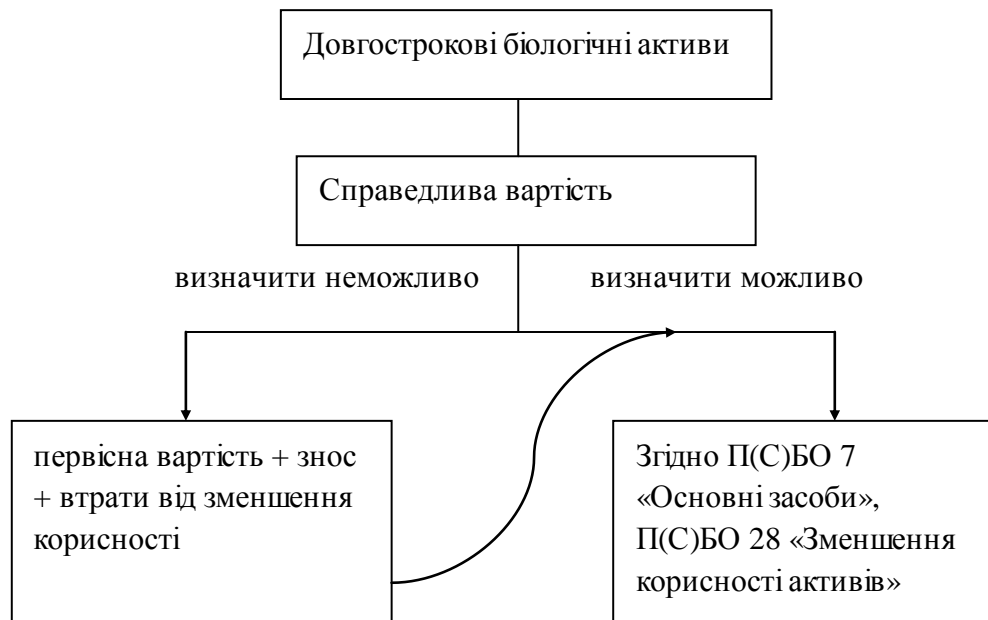 Довгострокові біологічні активи
Справедлива вартість
визначити неможливо
визначити можливо
первісна вартість + знос
+ втрати від зменшення
корисності
Згідно П(С)БО 7
«Основні засоби»,
П(С)БО 28 «Зменшення
корисності активів»